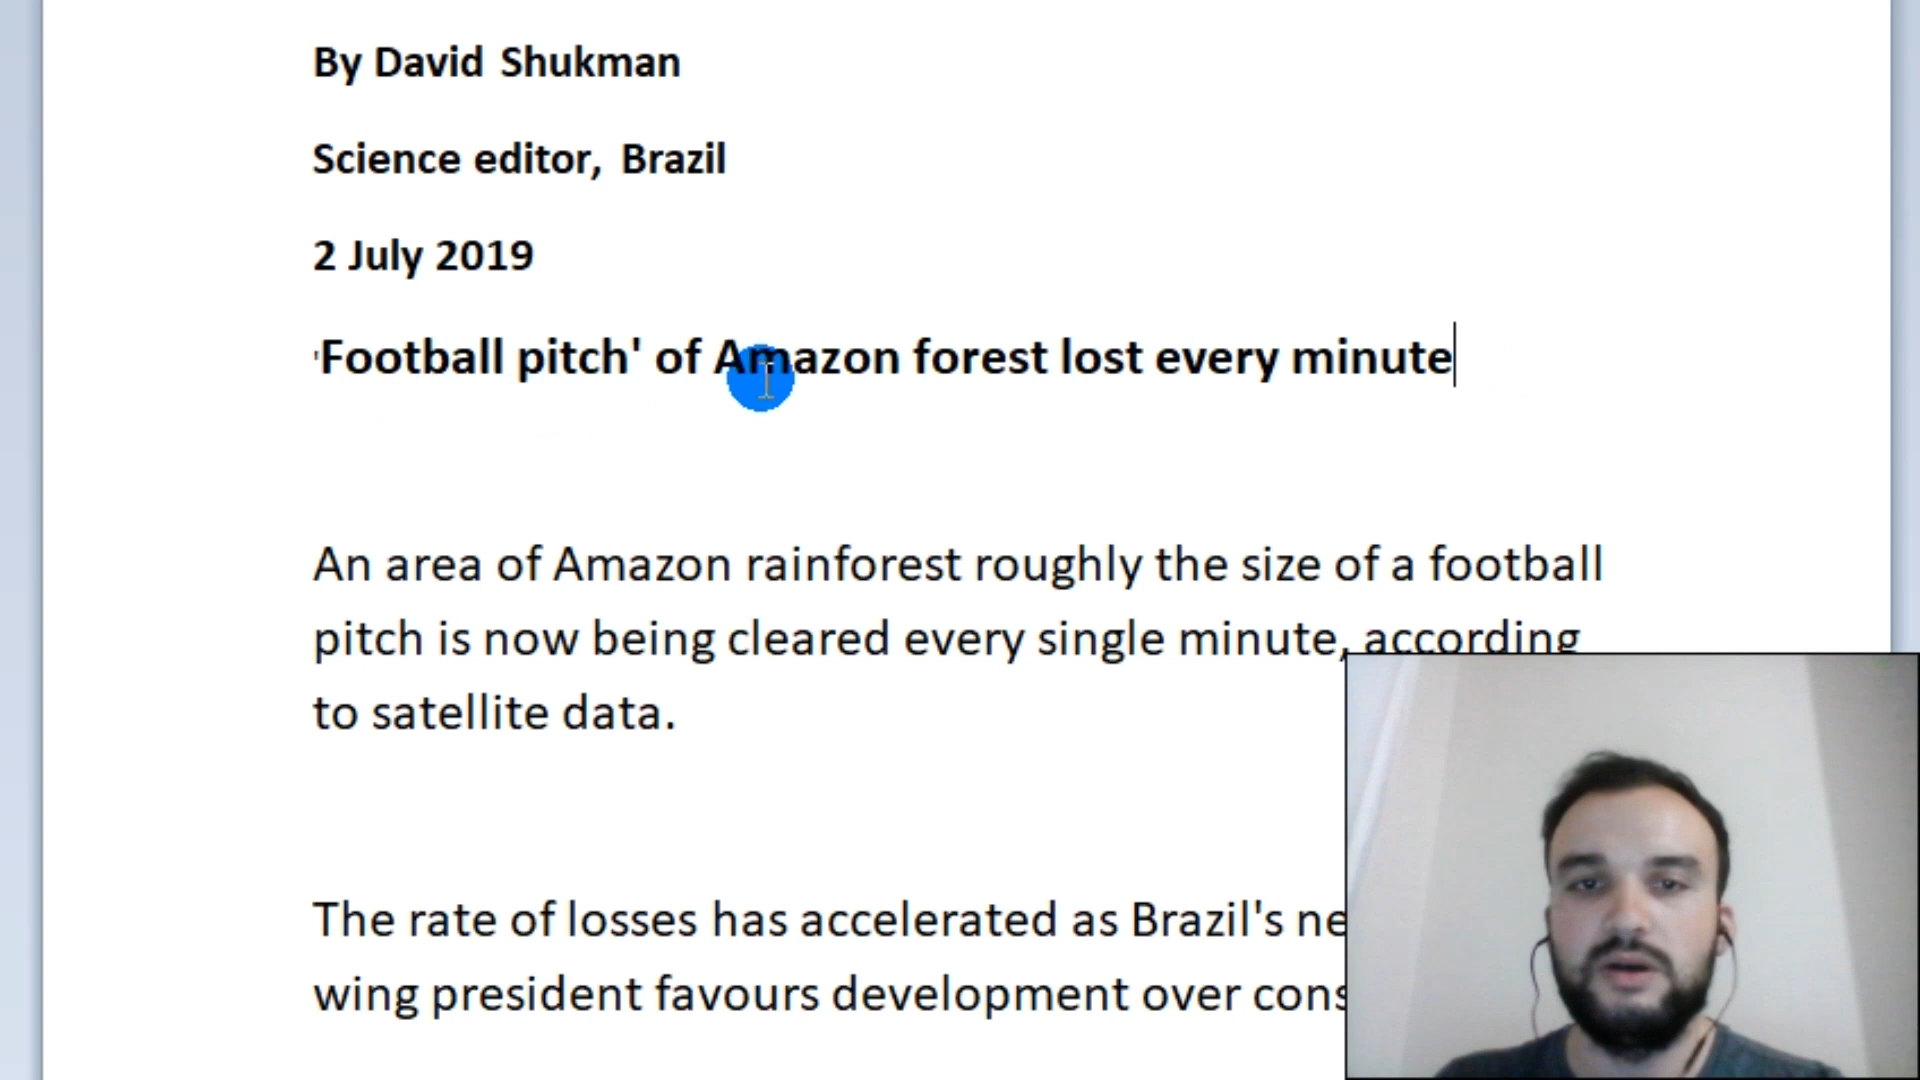 By David Shukman
Science editor, Brazil
2 July 2019
'Football pitch' of Amazon forest lost every minute
An area of Amazon rainforest roughly the size of a football
pitch is now being cleared every single minute, according
to satellite data.
The rate of losses has accelerated as Brazil's
wing president favours development over